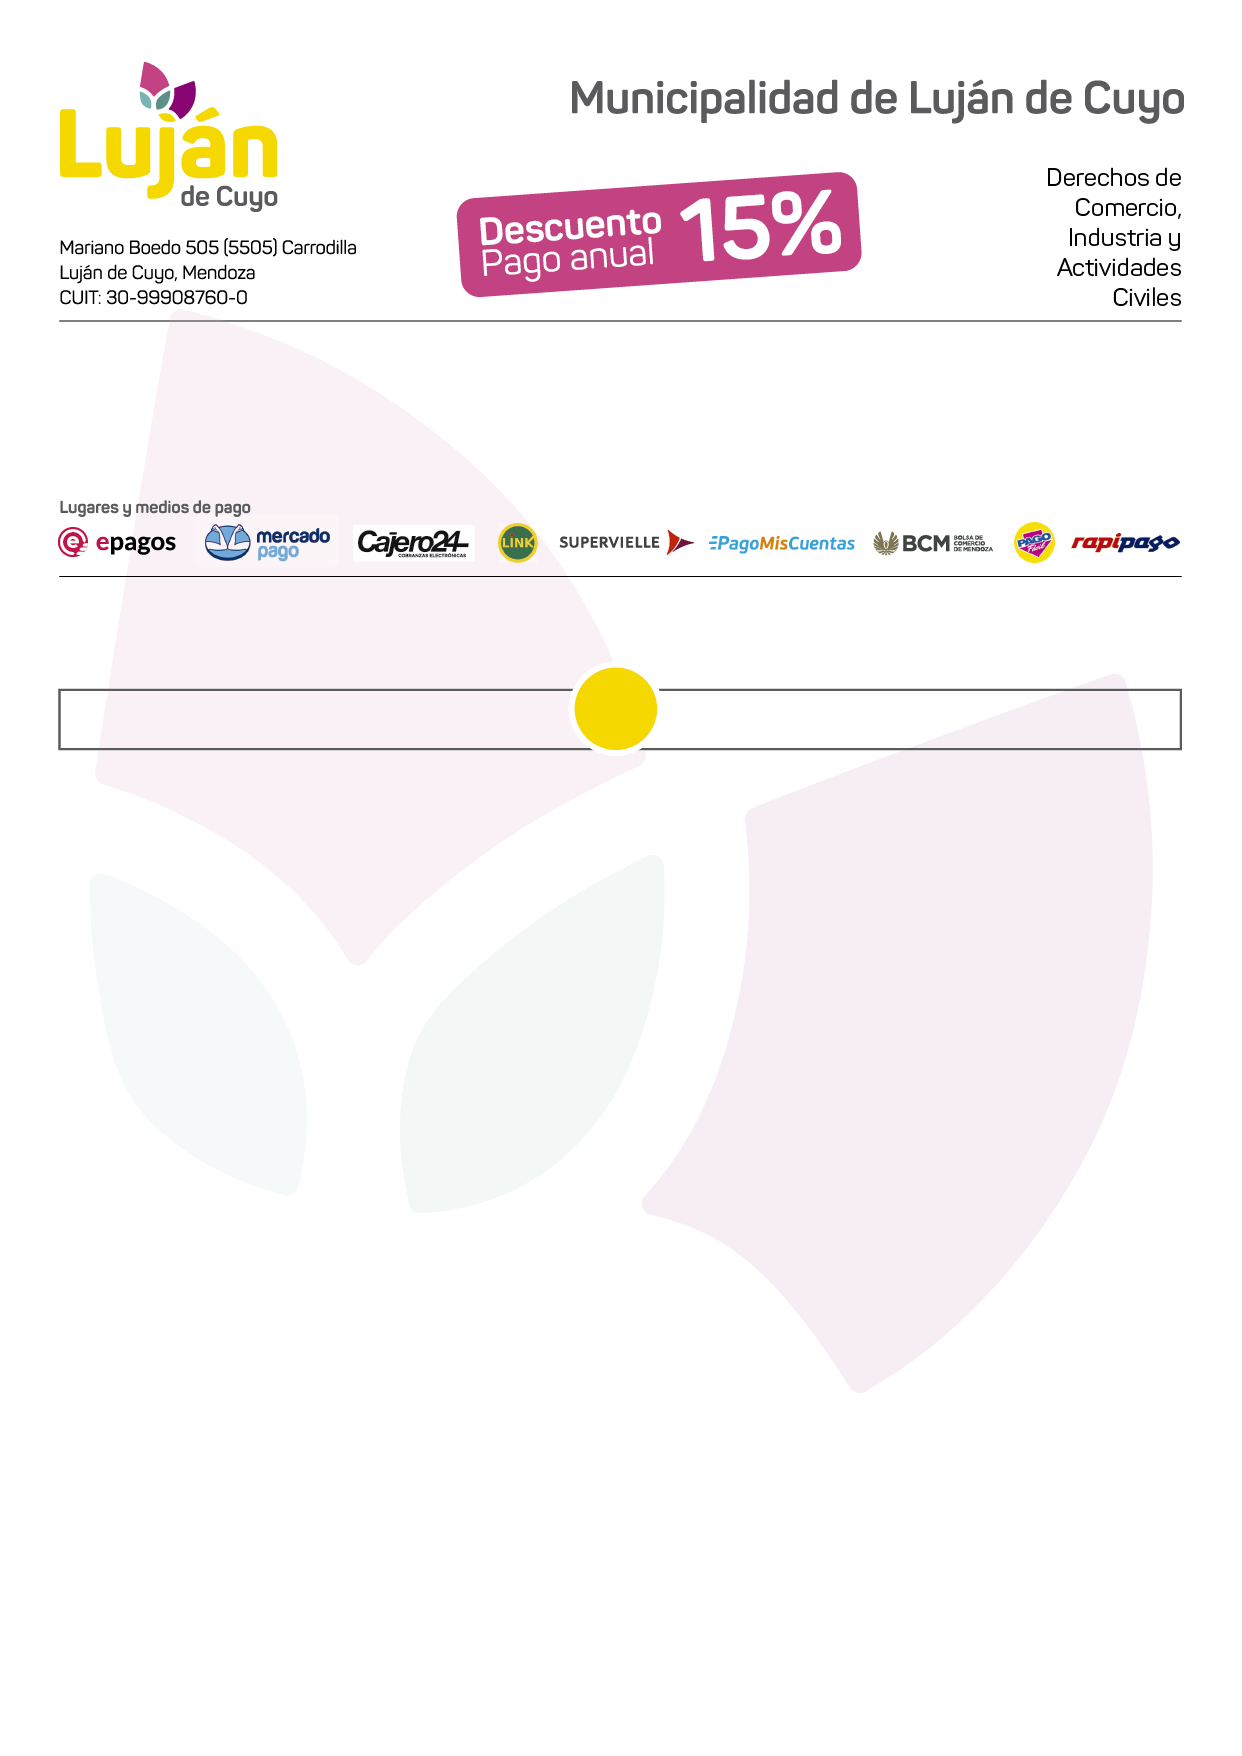 Luján
de Cuyo
Municipalidad de Luján de Cuyo
Mariano Boedo 505 (5505) Carrodilla
Luján de Cuyo, Mendoza
CUIT: 30-99908760-0
Descuento
Pago anual
15%
Derechos de
Comercio,
Industria y
Actividades
Civiles
Lugares y medios de pago
e epagos
mercado
pago
Cajero24
COBRANZAS ELECTRÓNICAS
LINK
SUPERVIELLE
PagoMisCuentas
BCM
BOLSA DE
COMERCIO
DE MENDOZA
PAGO
fácil
rapipago